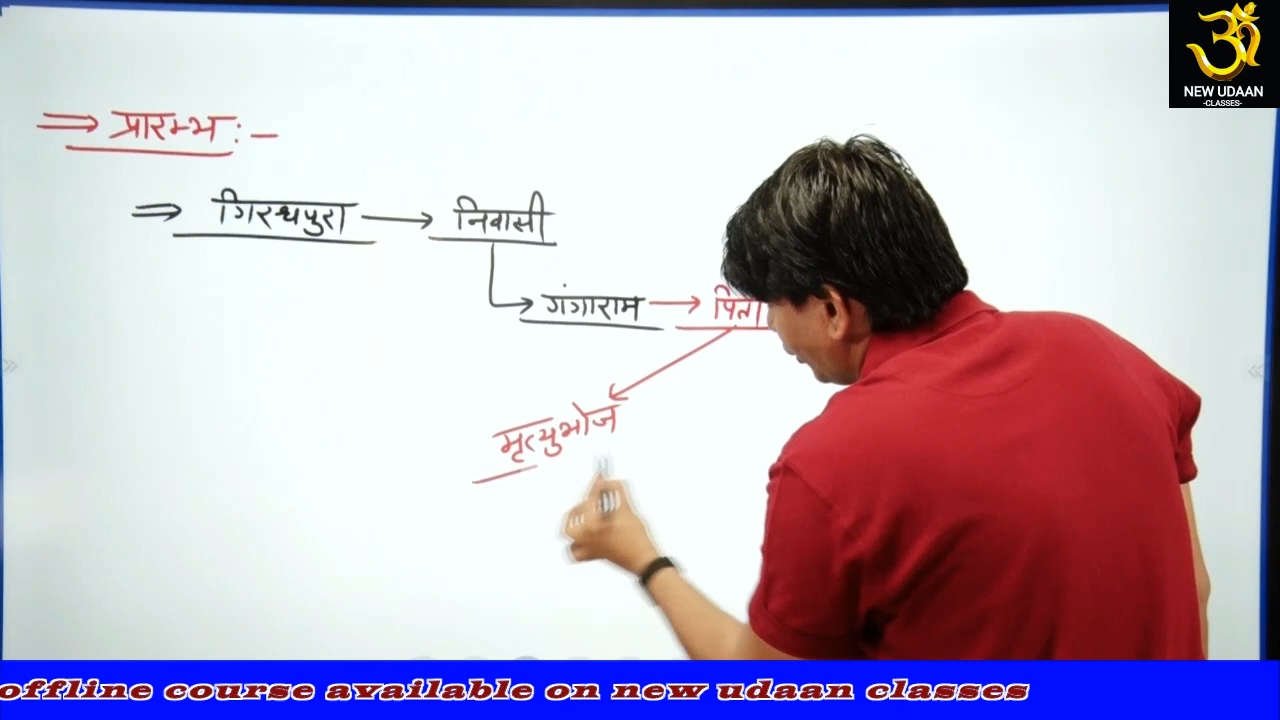 NEW UDAAN
-CLASSES-
⇒ प्रारम्भ :-
⇒ गिरधपुरा → निवासी
गंगाराम → पिता
मृत्युभोज
offline course available on new udaan classes